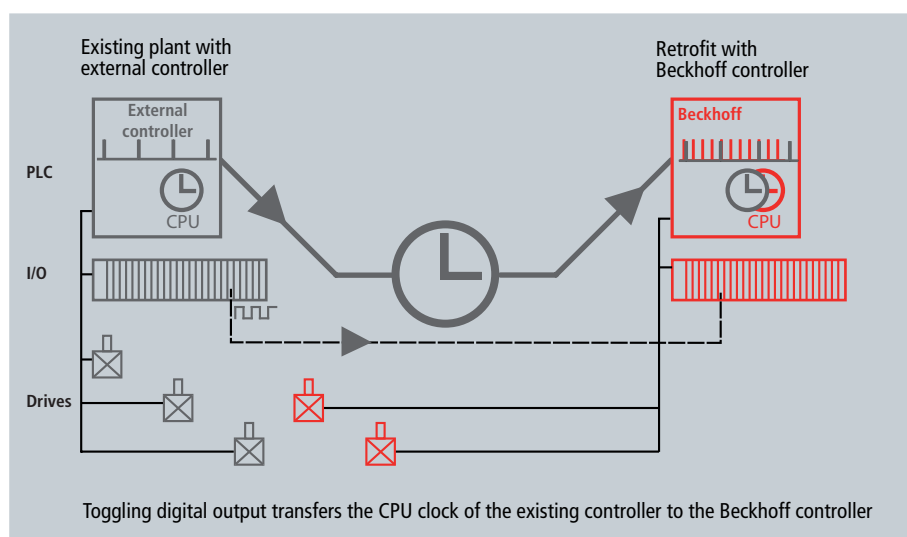 Existing plant with
external controller
Retrofit with
Beckhoff controller
External
controller
Beckhoff
PLC
CPU
CPU
I/O
Drives
Toggling digital output transfers the CPU clock of the existing controller to the Beckhoff controller